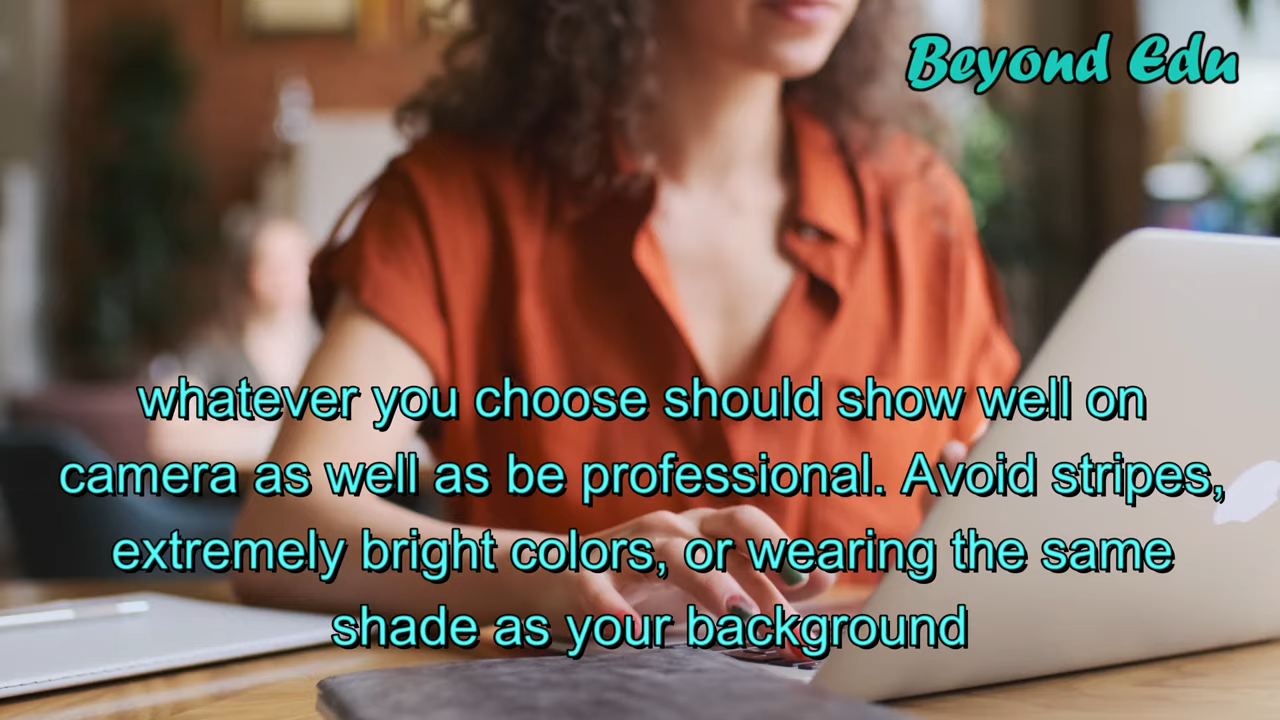 Beyond Edu
whatever you choose should show well on
camera as well as be professional. Avoid stripes,
extremely bright colors, or wearing the same
shade as your background